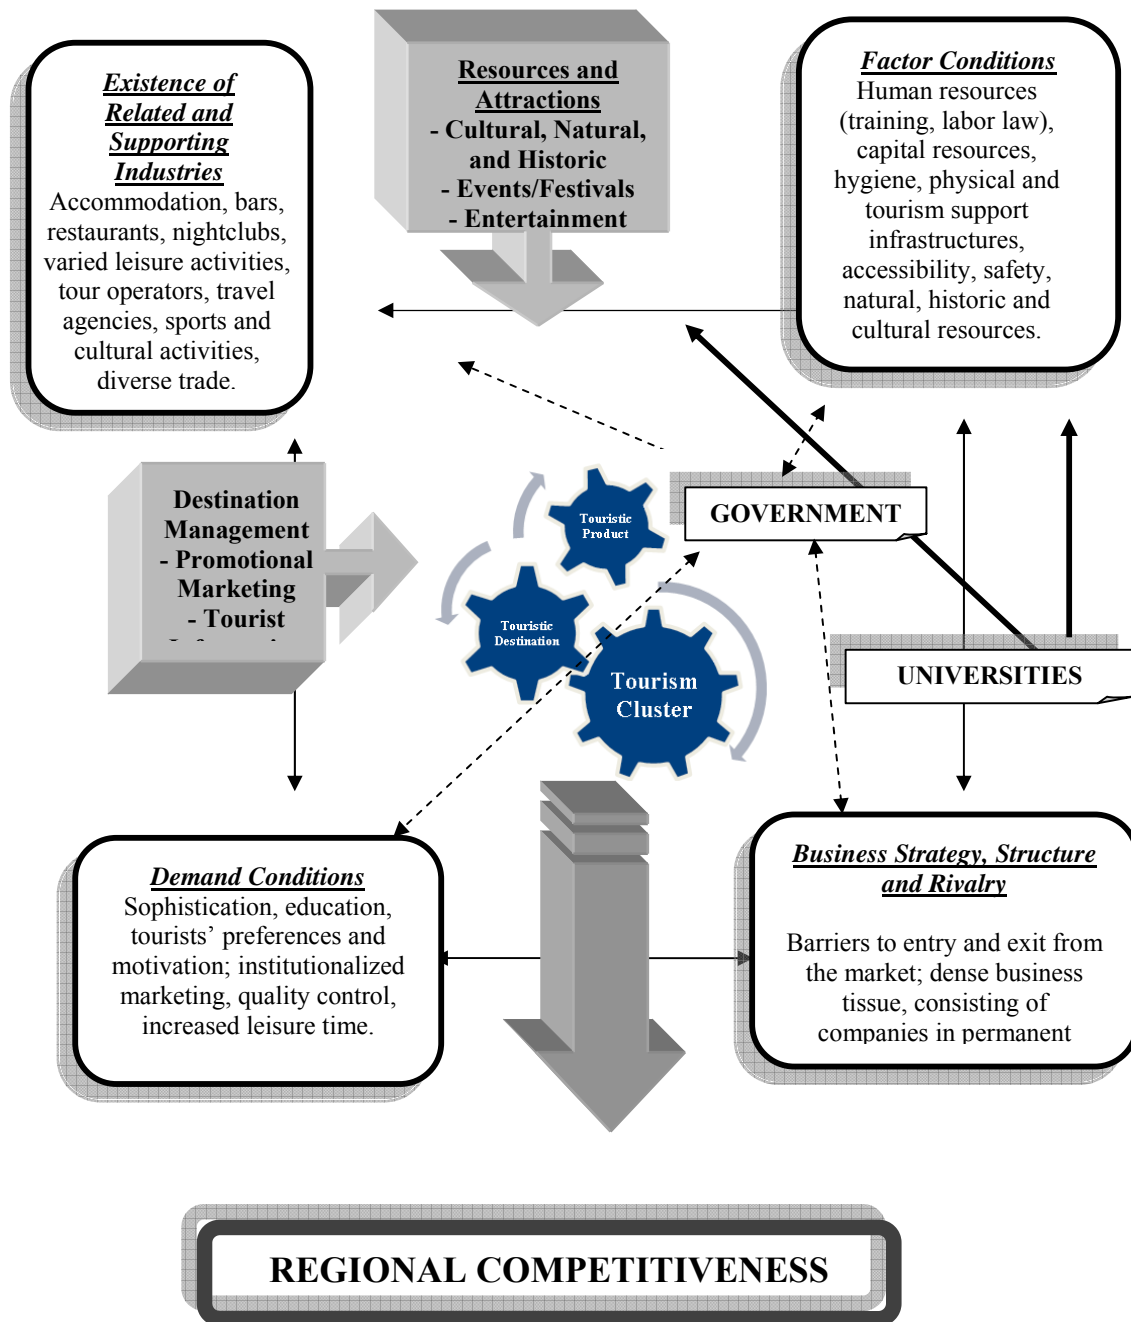 Existence of
Related and
Supporting
Industries
Accommodation, bars,
restaurants, nightclubs,
varied leisure activities,
tour operators, travel
agencies, sports and
cultural activities,
diverse trade.
Resources and
Attractions
- Cultural, Natural,
and Historic
- Events/Festivals
- Entertainment
Factor Conditions
Human resources
(training, labor law),
capital resources,
hygiene, physical and
tourism support
infrastructures,
accessibility, safety,
natural, historic and
cultural resources.
Destination
Management
- Promotional
Marketing
- Tourist
Touristic
Product
Touristic
Destination
Tourism
Cluster
GOVERNMENT
UNIVERSITIES
Demand Conditions
Sophistication, education,
tourists’ preferences and
motivation; institutionalized
marketing, quality control,
increased leisure time.
Business Strategy, Structure
and Rivalry
Barriers to entry and exit from
the market; dense business
tissue, consisting of
companies in permanent
REGIONAL COMPETITIVENESS